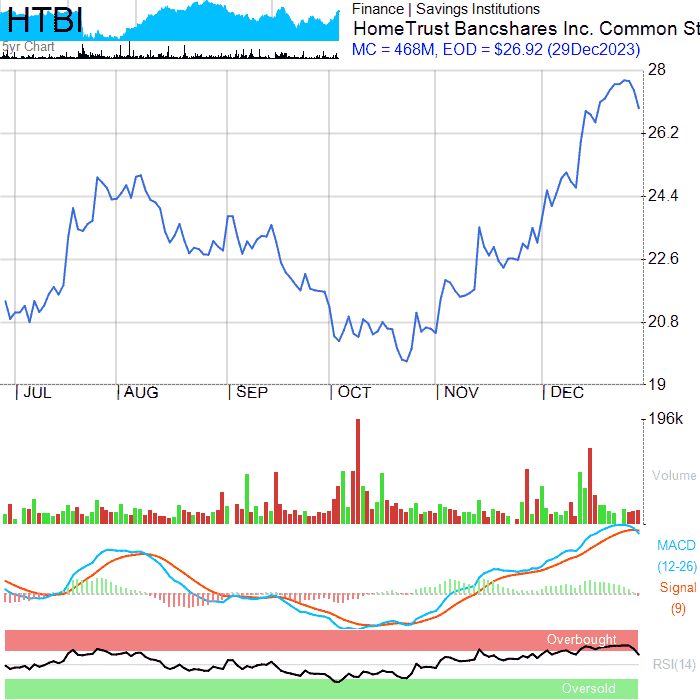 HTBI
5yr Chart
Finance | Savings Institutions
HomeTrust Bancshares Inc. Common St
MC = 468M, EOD = $26.92 (29Dec2023)
28
26.2
24.4
22.6
20.8
19
JUL AUG SEP OCT NOV DEC
196k
Volume
MACD
(12-26)
Signal
(9)
Overbought
RSI(14)
Oversold